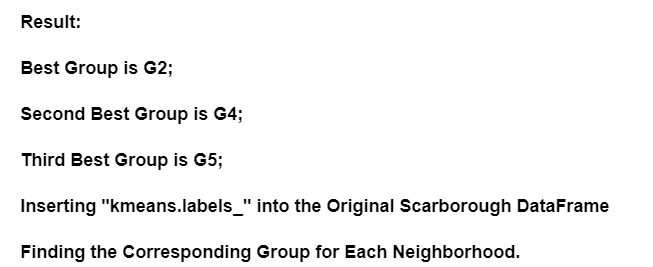 Result:
Best Group is G2;
Second Best Group is G4;
Third Best Group is G5;
Inserting "kmeans.labels_" into the Original Scarborough DataFrame
Finding the Corresponding Group for Each Neighborhood.